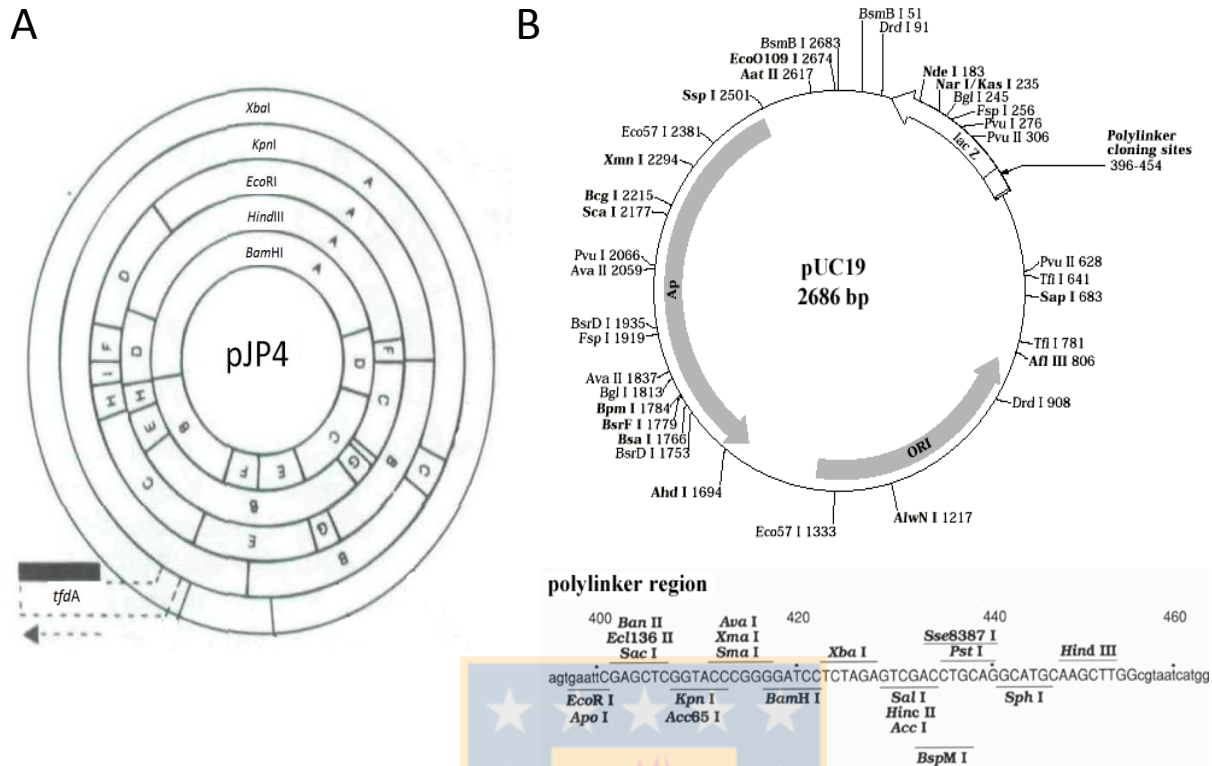 A
XbaI
KpnI
EcoRI
HindIII
BamHI
A
A
A
A
pJP4
D
D
F
I
H
H
E
C
B
F
E
B
E
G
B
C
G
B
C
D
F
C
tfdA
B
BsmB I 51
Drd I 91
BsmB I 2683
EcoO109 I 2674
Aat II 2617
Ssp I 2501
Eco57 I 2381
Xmn I 2294
Bcg I 2215
Sca I 2177
Pvu I 2066
Ava II 2059
BsrD I 1935
Fsp I 1919
Ava II 1837
Bgl I 1813
Bpm I 1784
BsrF I 1779
Bsa I 1766
BsrD I 1753
Ahd I 1694
Eco57 I 1333
AlwN I 1217
Drd I 908
Afl III 806
Tfi I 781
Sap I 683
Tfi I 641
Pvu II 628
Polylinker
cloning sites
396-454
Nde I 183
Nar I/Kas I 235
Bgl I 245
Fsp I 256
Pvu I 276
Pvu II 306
lac Z
Ap
ORI
pUC19
2686 bp
polylinker region
400 420 440 460
Ban II Ava I Sse8387 I
Ecl136 II Xma I Xba I Pst I Hind III
Sac I Sma I
agtgaattCGAGCTCGGTACCCGGGGATCCTCTAGAGTCGACCTGCAGGCATGCAAGCTTGGcgtaatcatgg
EcoR I Kpn I BamH I Sal I Sph I
Apo I Acc65 I Hinc II
Acc I
BspM I